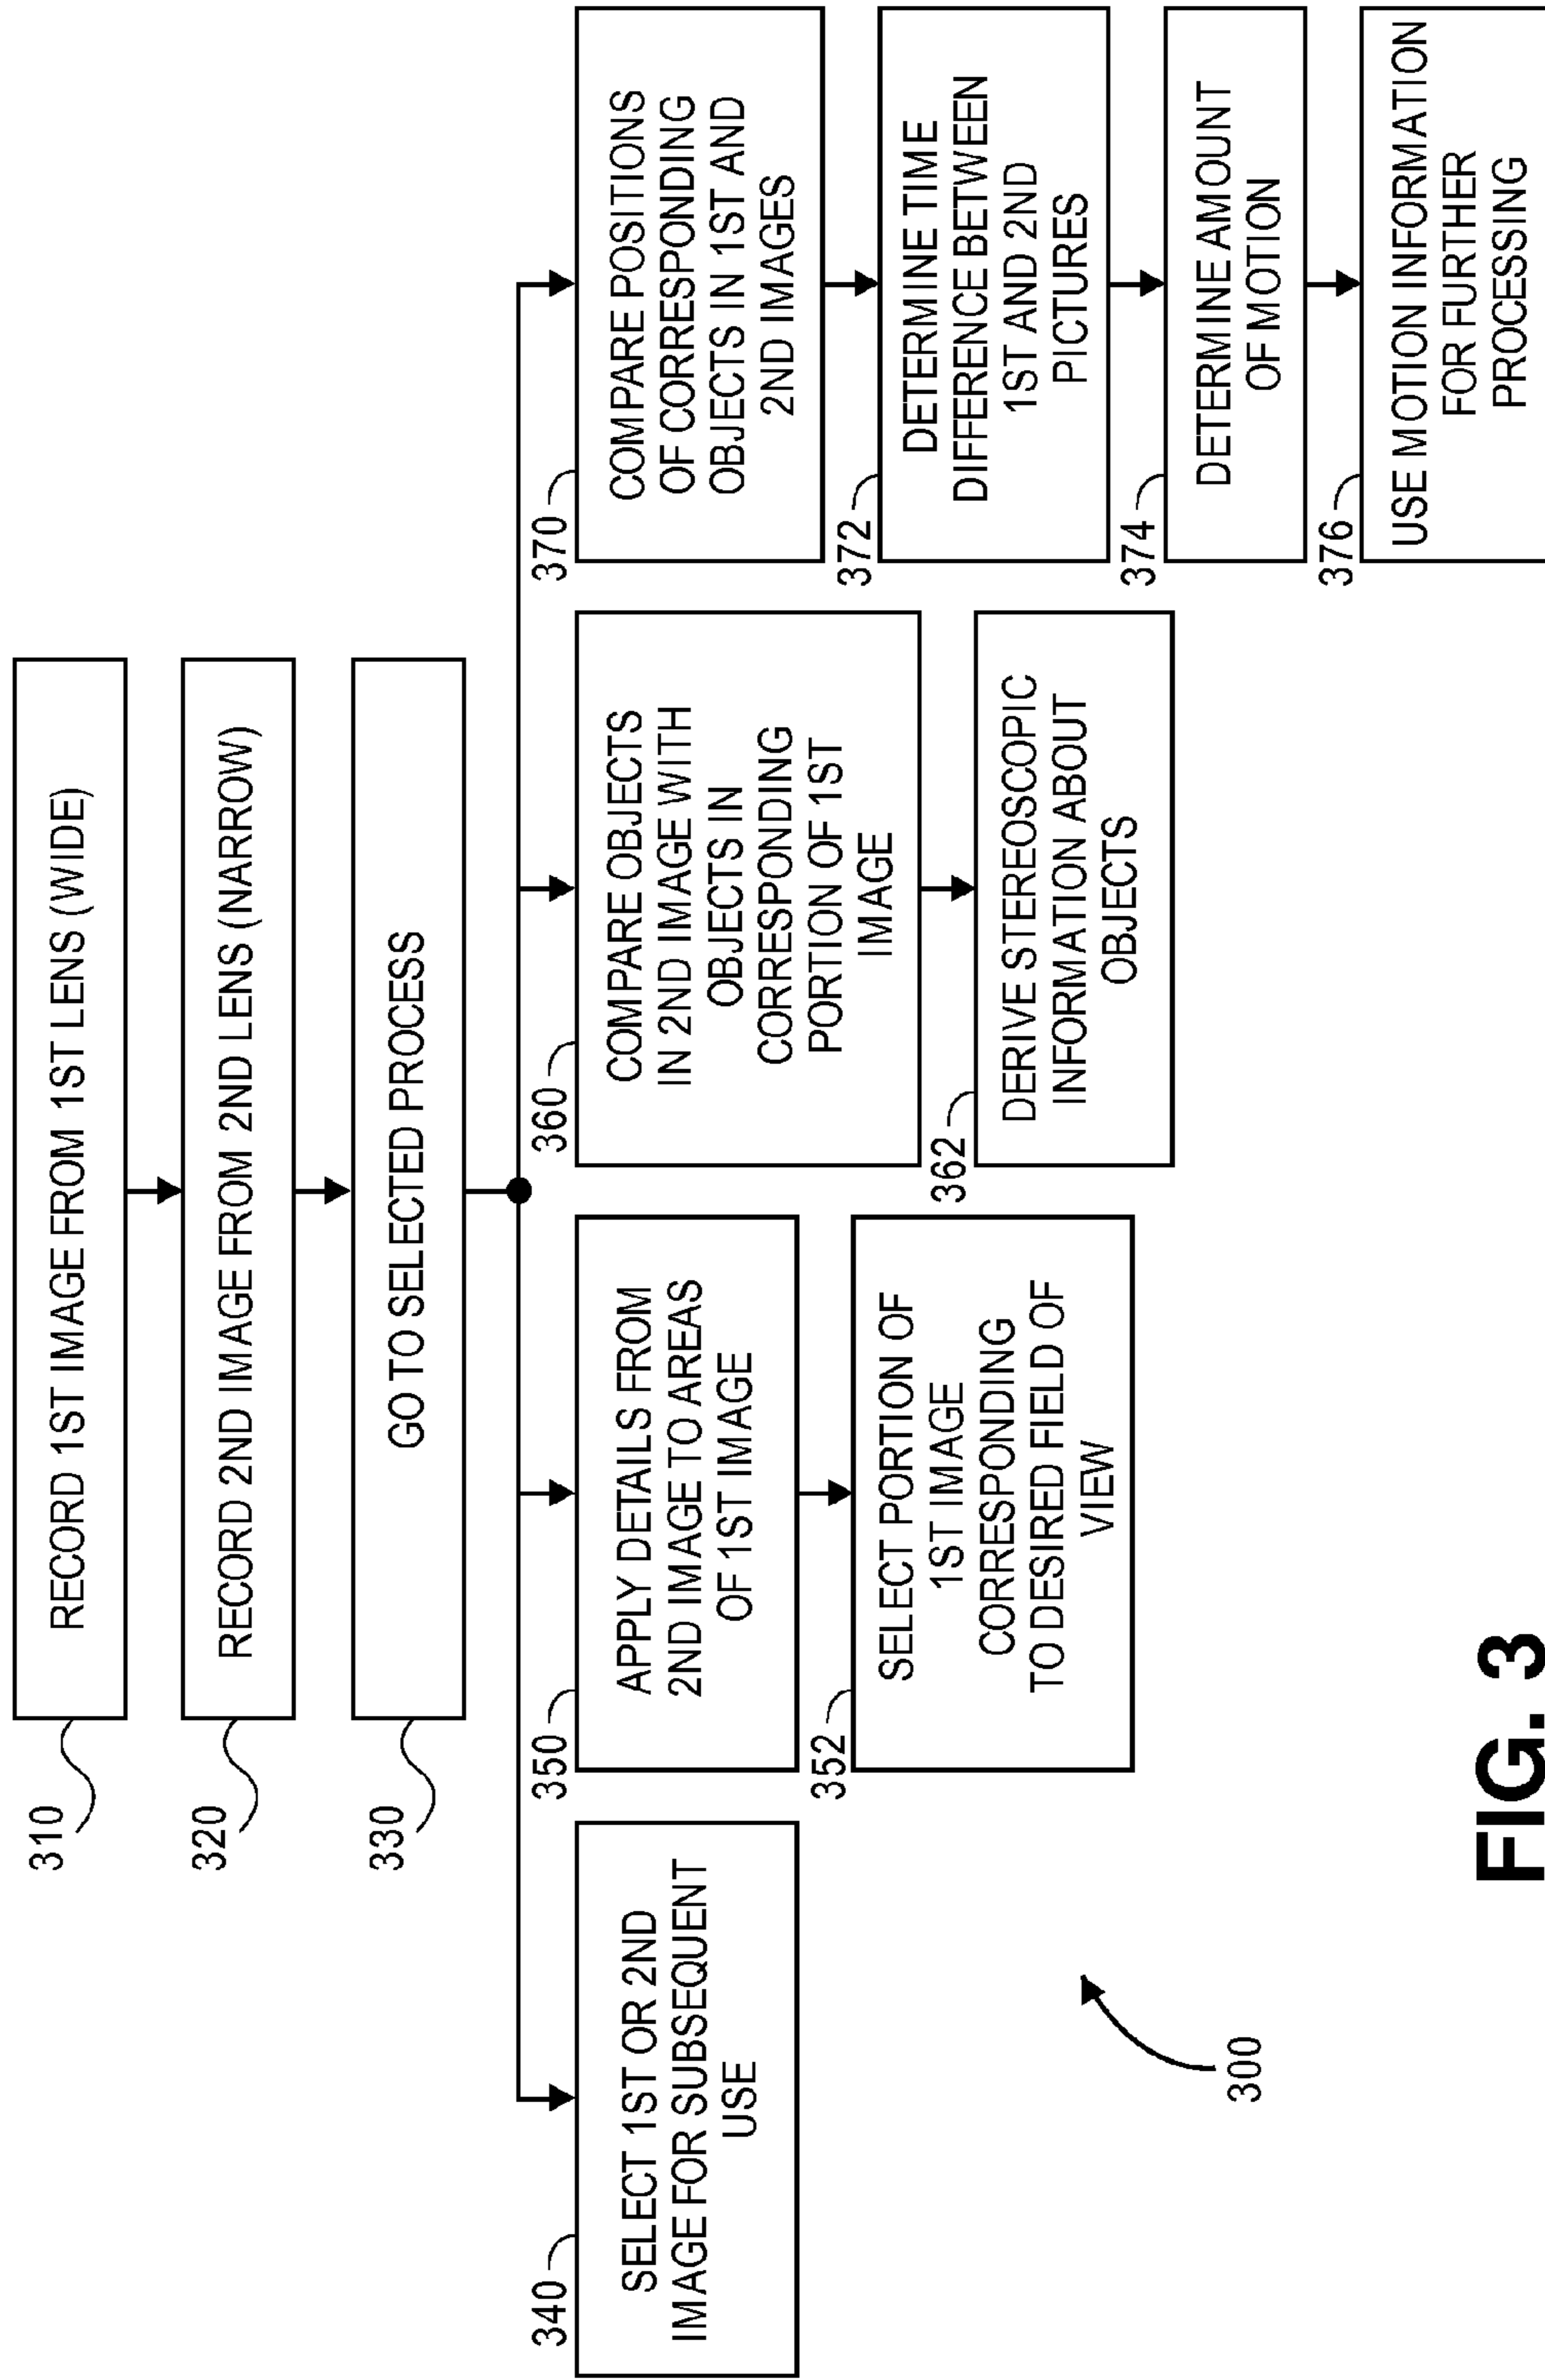 310
RECORD 1ST IMAGE FROM 1ST LENS (WIDE)
320
RECORD 2ND IMAGE FROM 2ND LENS (NARROW)
330
GO TO SELECTED PROCESS
340
SELECT 1ST OR 2ND
IMAGE FOR SUBSEQUENT
USE
350
APPLY DETAILS FROM
2ND IMAGE TO AREAS
OF 1ST IMAGE
352
SELECT PORTION OF
1ST IMAGE
CORRESPONDING
TO DESIRED FIELD OF
VIEW
360
COMPARE OBJECTS
IN 2ND IMAGE WITH
OBJECTS IN
CORRESPONDING
PORTION OF 1ST
IMAGE
362
DERIVE STEREOSCOPIC
INFORMATION ABOUT
OBJECTS
370
COMPARE POSITIONS
OF CORRESPONDING
OBJECTS IN 1ST AND
2ND IMAGES
372
DETERMINE TIME
DIFFERENCE BETWEEN
1ST AND 2ND
PICTURES
374
DETERMINE AMOUNT
OF MOTION
376
USE MOTION INFORMATION
FOR FURTHER
PROCESSING
300
FIG. 3